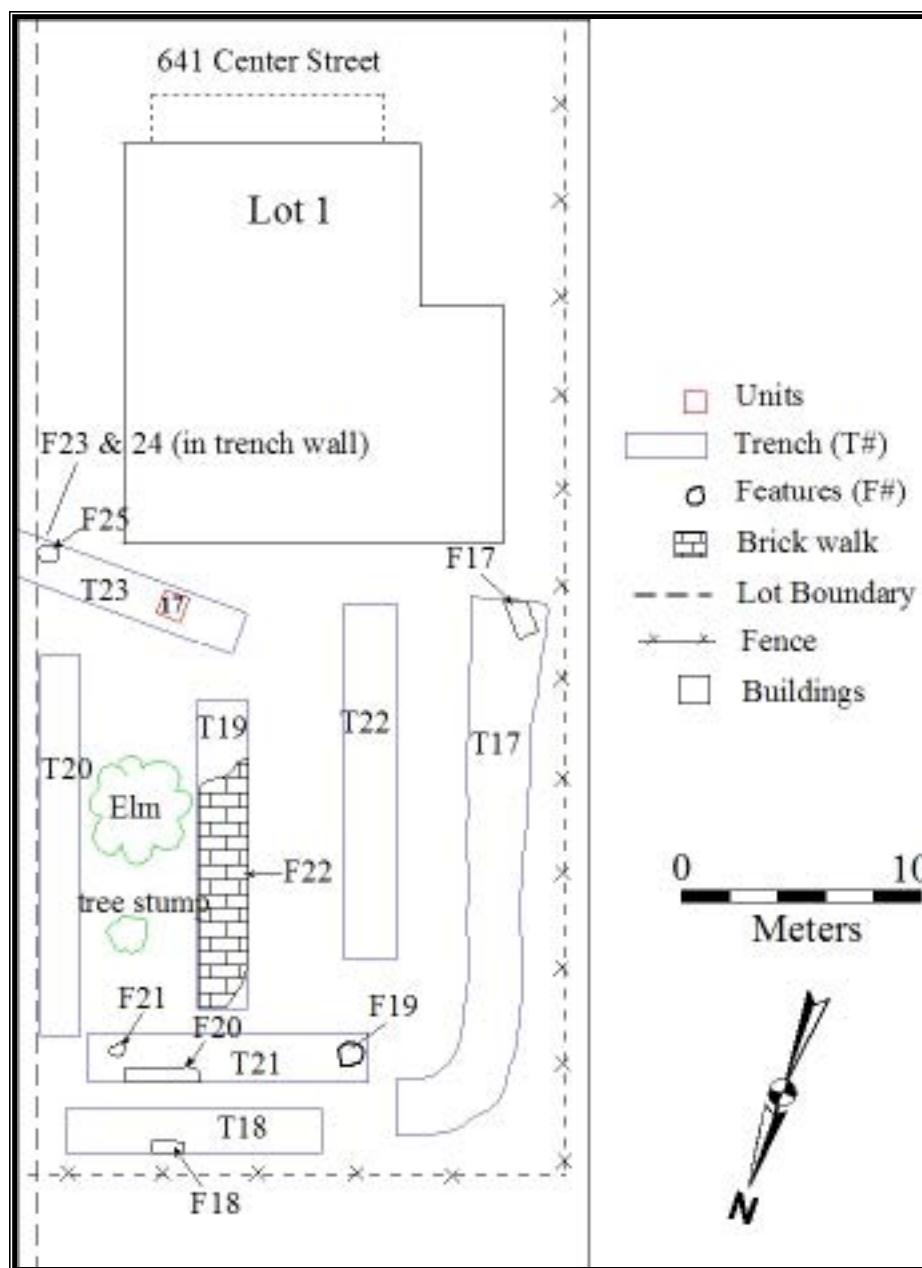 641 Center Street
Lot 1
F23 & 24 (in trench wall)
F25
T23
17
F17
T20
T19
T22
T17
Elm
F22
tree stump
F21
F20
F19
T21
T18
F18
Units
Trench (T#)
Features (F#)
Brick walk
Lot Boundary
Fence
Buildings
0 10
Meters
N